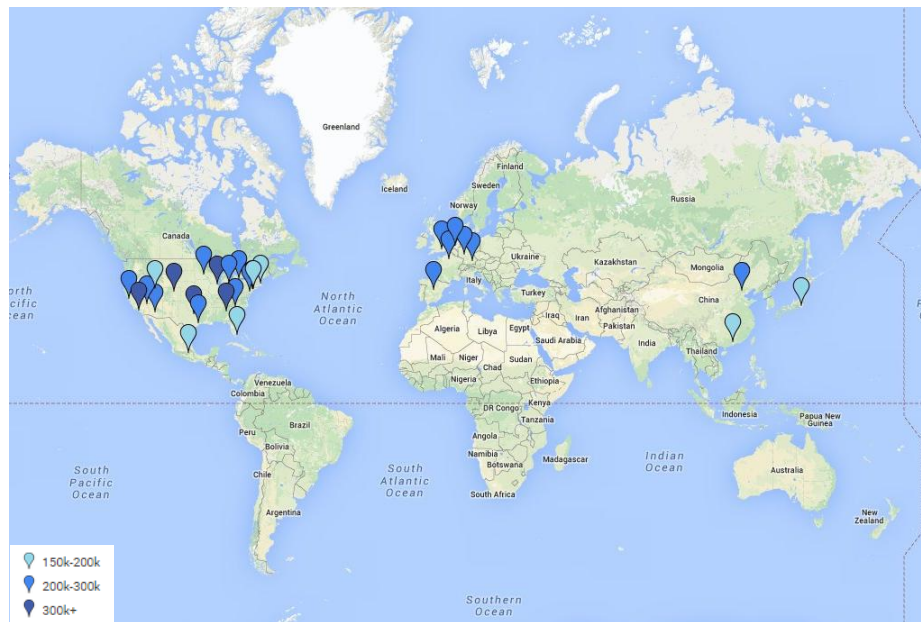 Greenland
Iceland
Finland
Sweden
Norway
Russia
Canada
Ukraine
Kazakhstan
Mongolia
Italy
Turkey
China
North
Atlantic
Ocean
orth
acific
cean
Afghanistan
Iraq
Iran
Pakistan
Algeria
Libya
Egypt
Saudi Arabia
India
Thailand
Mali
Niger
Sudan
Chad
Nigeria
Ethiopia
Venezuela
Colombia
Kenya
DR Congo
Tanzania
Indonesia
Papua New
Guinea
Peru
Brazil
Angola
Bolivia
Namibia
Botswana
Madagascar
Indian
Ocean
South
Pacific
Ocean
Chile
South
Atlantic
Ocean
Australia
South Africa
Argentina
New
Zealand
150k-200k
200k-300k
300k+
Southern
Ocean